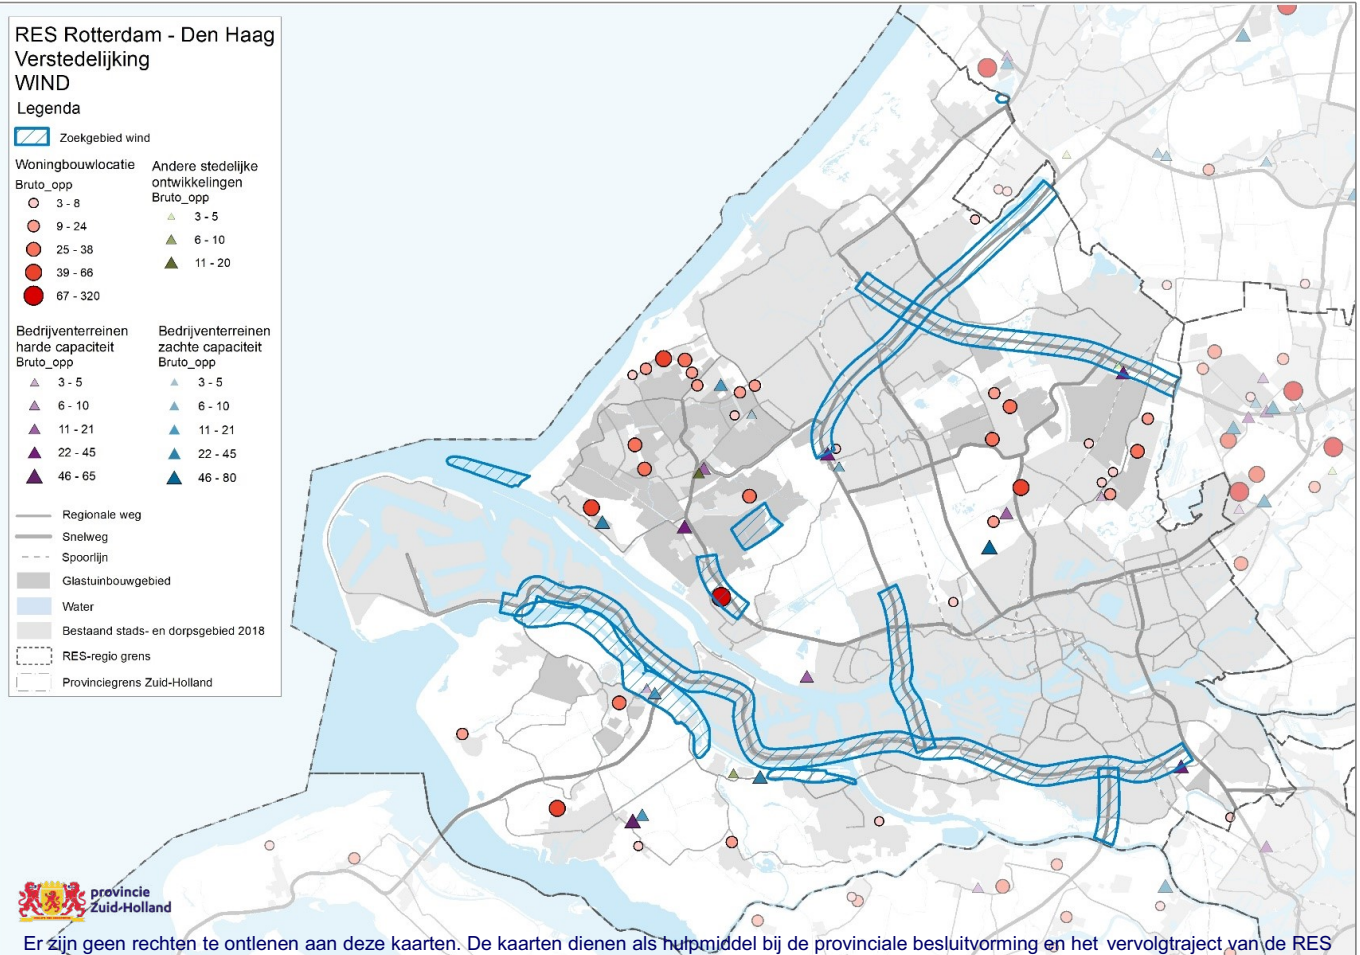 RES Rotterdam - Den Haag
Verstedelijking
WIND
Legenda
Zoekgebied wind
Woningbouwlocatie
Bruto_opp
3 - 8
9 - 24
25 - 38
39 - 66
67 - 320
Andere stedelijke
ontwikkelingen
Bruto_opp
3 - 5
6 - 10
11 - 20
Bedrijventerreinen
harde capaciteit
Bruto_opp
3 - 5
6 - 10
11 - 21
22 - 45
46 - 65
Bedrijventerreinen
zachte capaciteit
Bruto_opp
3 - 5
6 - 10
11 - 21
22 - 45
46 - 80
Regionale weg
Snelweg
Spoorlijn
Glastuinbouwgebied
Water
Bestaand stads- en dorpsgebied 2018
RES-regio grens
Provinciegrens Zuid-Holland
provincie
Zuid-Holland
Er zijn geen rechten te ontlenen aan deze kaarten. De kaarten dienen als hulpmiddel bij de provinciale besluitvorming en het vervolgtraject van de RES